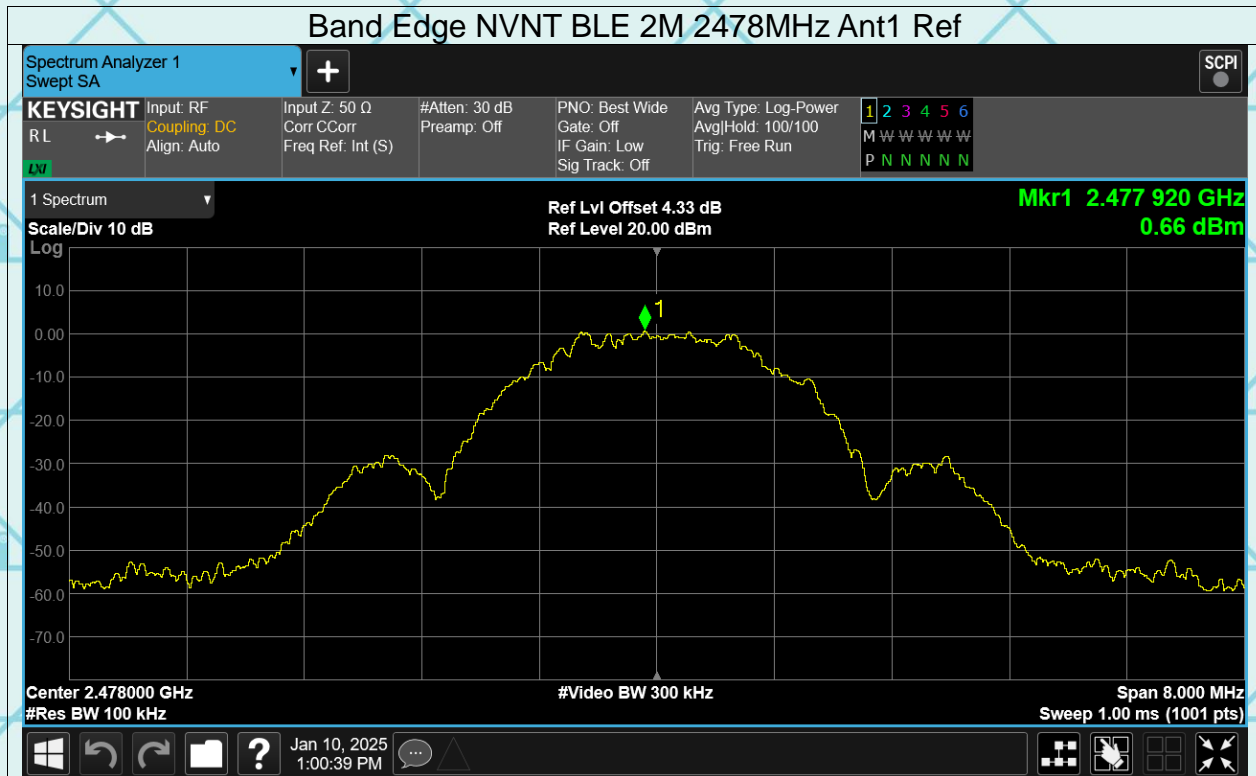 Band Edge NVNT BLE 2M 2478MHz Ant1 Ref
Spectrum Analyzer 1
Swept SA
SCPI
KEYSIGHT
RL
LXI
Input: RF
Coupling: DC
Align: Auto
Input Z: 50 Ω
Corr CCorr
Freq Ref: Int (S)
#Atten: 30 dB
Preamp: Off
PNO: Best Wide
Gate: Off
IF Gain: Low
Sig Track: Off
Avg Type: Log-Power
Avg|Hold: 100/100
Trig: Free Run
1 2 3 4 5 6
M W W W W W
P N N N N N
1 Spectrum
Scale/Div 10 dB
Ref Lvl Offset 4.33 dB
Ref Level 20.00 dBm
Mkr1 2.477 920 GHz
0.66 dBm
Log
10.0
0.00
-10.0
-20.0
-30.0
-40.0
-50.0
-60.0
-70.0
1
Center 2.478000 GHz
#Res BW 100 kHz
#Video BW 300 kHz
Span 8.000 MHz
Sweep 1.00 ms (1001 pts)
Jan 10, 2025
1:00:39 PM